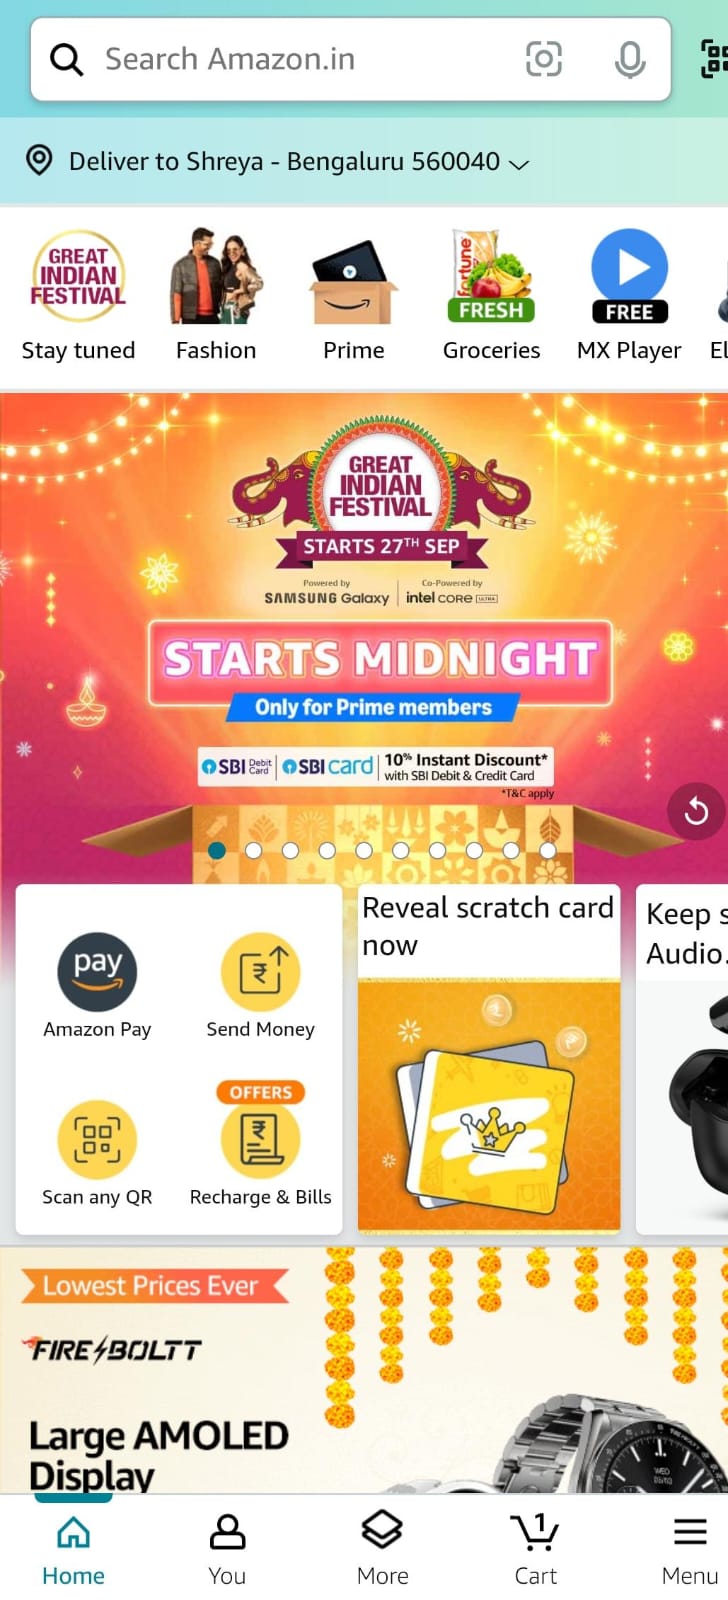 Search Amazon.in
Deliver to Shreya - Bengaluru 560040
GREAT
INDIAN
FESTIVAL
fortune
FRESH
FREE
Stay tuned
Fashion
Prime
Groceries
MX Player
El
GREAT
INDIAN
FESTIVAL
STARTS 27TH SEP
Powered by
SAMSUNG Galaxy
Co-Powered by
intel CORE ULTRA
STARTS MIDNIGHT
Only for Prime members
SBI Debit Card
SBI card
10% Instant Discount*
with SBI Debit & Credit Card
*T&C apply
pay
Amazon Pay
Send Money
OFFERS
Scan any QR
Recharge & Bills
Reveal scratch card
now
Keep s
Audio.
Lowest Prices Ever
FIRE BOLTT
Large AMOLED
Display
WED
Home
You
More
1
Cart
Menu